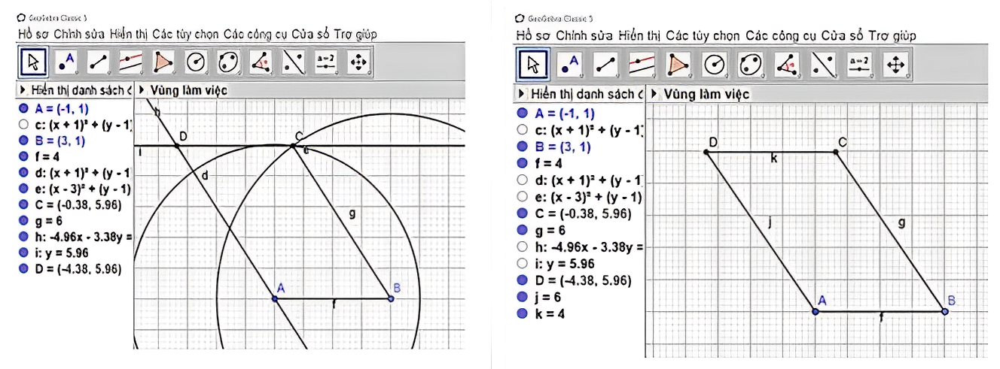 GeoGebra Classic 5
Hồ sơ Chỉnh sửa Hiển thị Các tùy chọn Các công cụ Cửa sổ Trợ giúp
A
a=2
Hiển thị danh sách đ
Vùng làm việc
A = (-1, 1)
c: (x + 1)² + (y - 1)
B = (3, 1)
f = 4
d: (x + 1)² + (y - 1
e: (x - 3)² + (y - 1)
C = (-0.38, 5.96)
g = 6
h: -4.96x - 3.38y =
i: y = 5.96
D = (-4.38, 5.96)
h
D
C
i
e
d
g
A
B
f
GeoGebra Classic 5
Hồ sơ Chỉnh sửa Hiển thị Các tùy chọn Các công cụ Cửa sổ Trợ giúp
A
a=2
Hiển thị danh sách đ
Vùng làm việc
A = (-1, 1)
c: (x + 1)² + (y - 1)
B = (3, 1)
f = 4
d: (x + 1)² + (y - 1
e: (x - 3)² + (y - 1)
C = (-0.38, 5.96)
g = 6
h: -4.96x - 3.38y =
i: y = 5.96
D = (-4.38, 5.96)
j = 6
k = 4
D
C
k
j
g
A
B
f